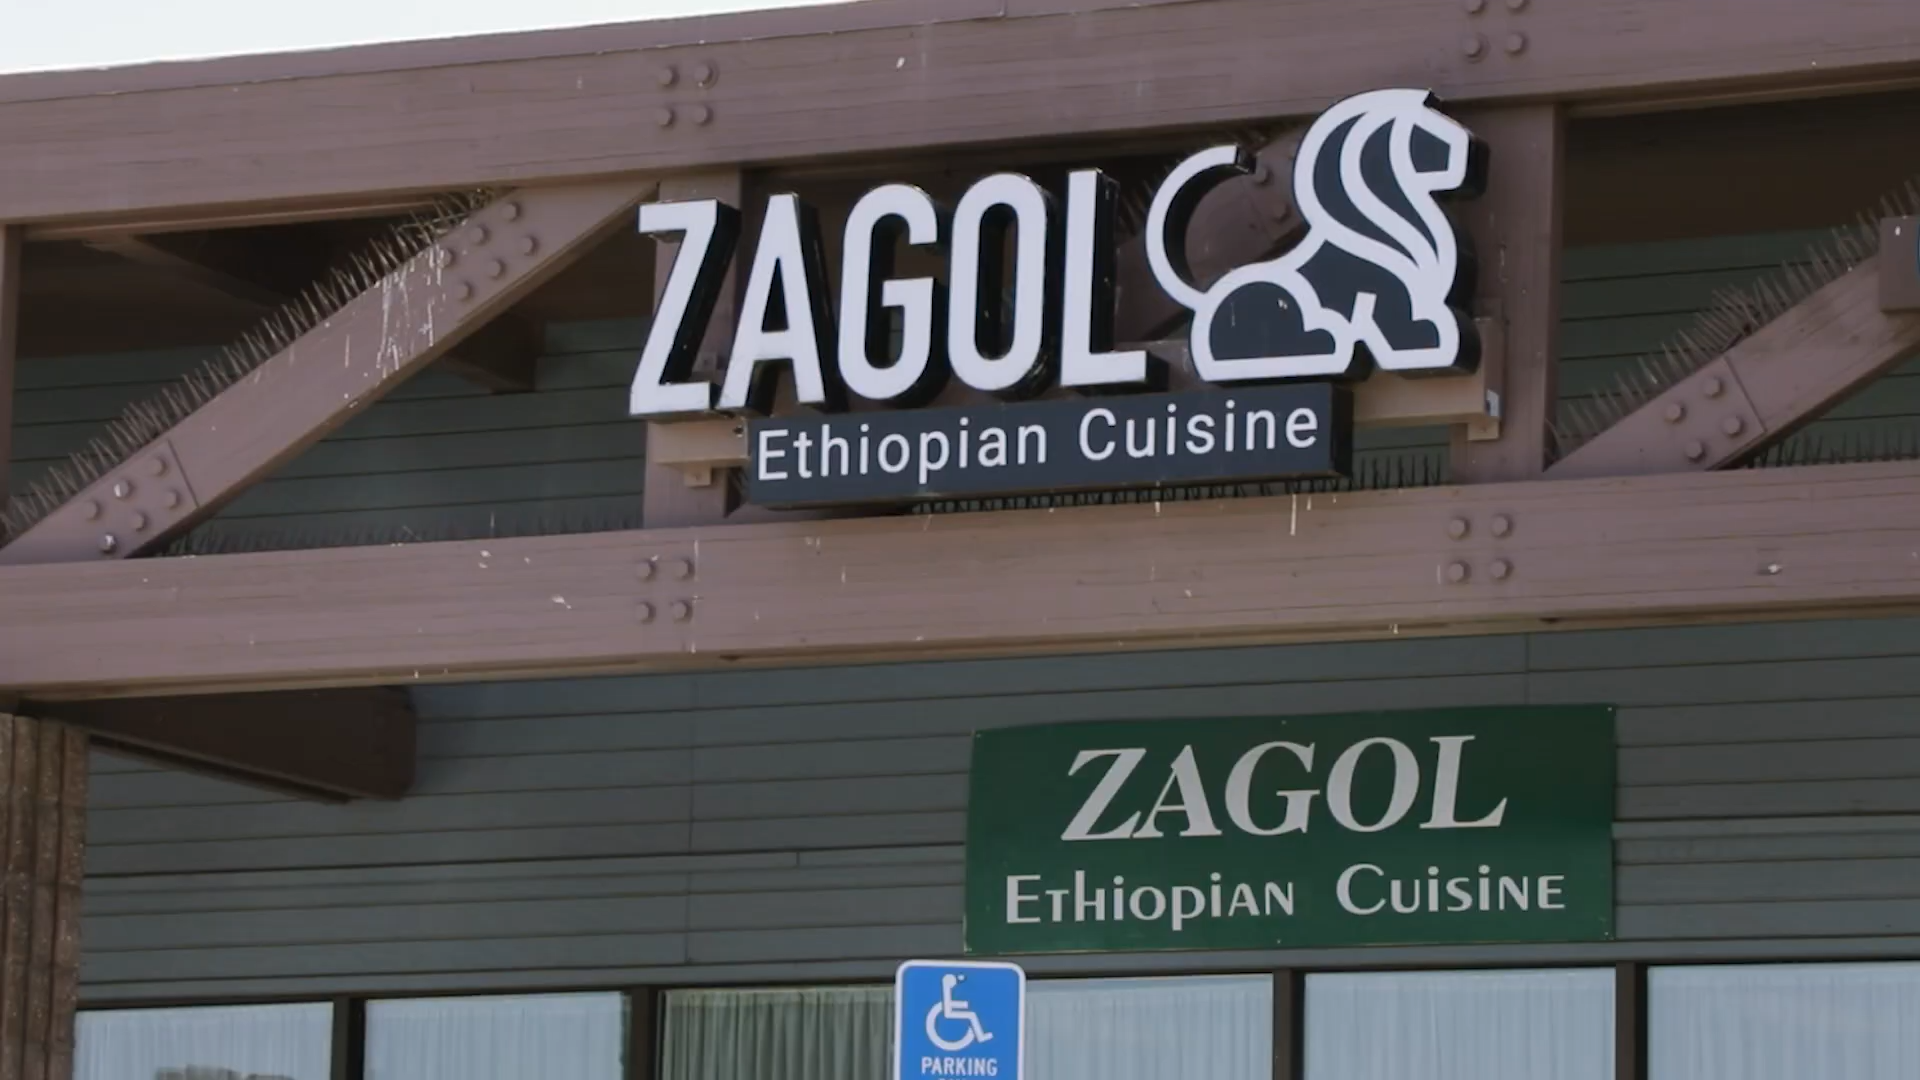 ZAGOL
Ethiopian Cuisine
ZAGOL
Ethiopian Cuisine
PARKING